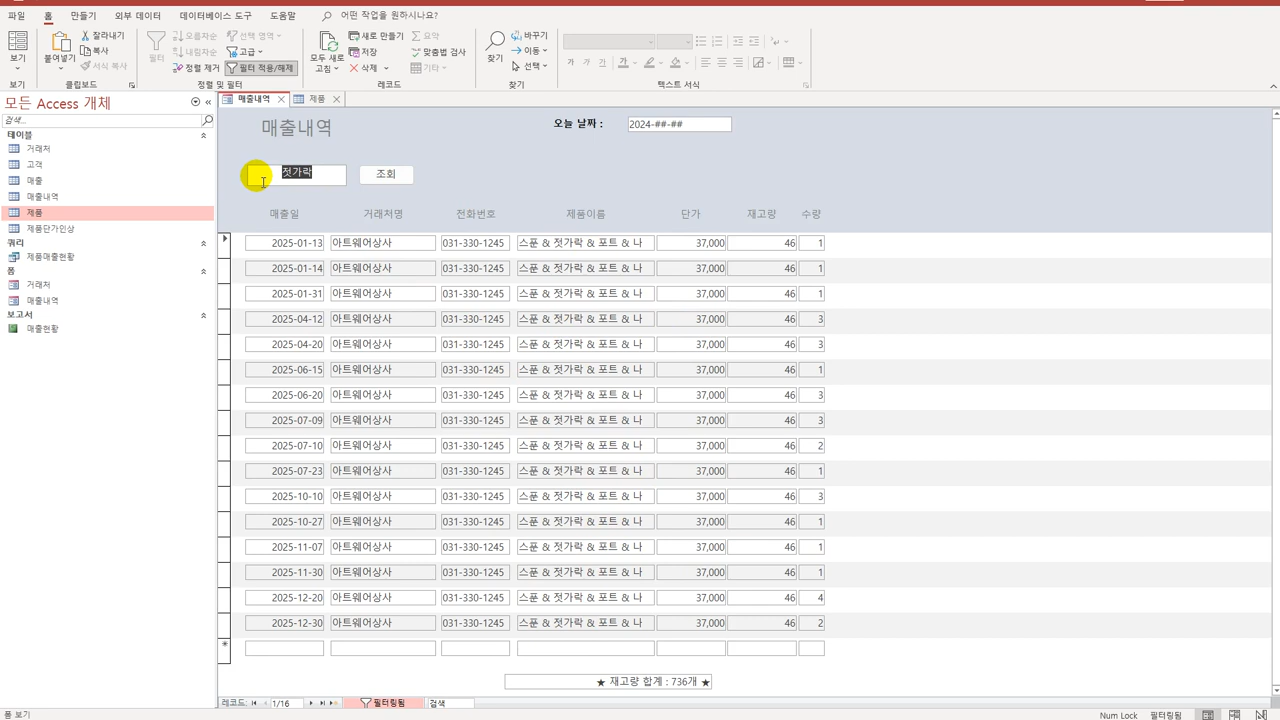 파일 홈 만들기 외부 데이터 데이터베이스 도구 도움말 어떤 작업을 원하시나요?
보기 붙여넣기 잘라내기 복사 서식 복사 필터 오름차순 내림차순 정렬 제거 선택 영역 고급 필터 적용/해제 모두 새로 고침 새로 만들기 저장 삭제 요약 맞춤법 검사 기타 찾기 바꾸기 이동 선택
보기 클립보드 정렬 및 필터 레코드 찾기 텍스트 서식
모든 Access 개체
검색...
테이블
거래처
고객
매출
매출내역
제품
제품단가인상
쿼리
제품매출현황
폼
거래처
매출내역
보고서
매출현황
매출내역 제품
매출내역 오늘 날짜 : 2024-##-##
젓가락 조회
매출일 거래처명 전화번호 제품이름 단가 재고량 수량
2025-01-13 아트웨어상사 031-330-1245 스푼 & 젓가락 & 포트 & 나 37,000 46 1
2025-01-14 아트웨어상사 031-330-1245 스푼 & 젓가락 & 포트 & 나 37,000 46 1
2025-01-31 아트웨어상사 031-330-1245 스푼 & 젓가락 & 포트 & 나 37,000 46 1
2025-04-12 아트웨어상사 031-330-1245 스푼 & 젓가락 & 포트 & 나 37,000 46 3
2025-04-20 아트웨어상사 031-330-1245 스푼 & 젓가락 & 포트 & 나 37,000 46 3
2025-06-15 아트웨어상사 031-330-1245 스푼 & 젓가락 & 포트 & 나 37,000 46 1
2025-06-20 아트웨어상사 031-330-1245 스푼 & 젓가락 & 포트 & 나 37,000 46 3
2025-07-09 아트웨어상사 031-330-1245 스푼 & 젓가락 & 포트 & 나 37,000 46 3
2025-07-10 아트웨어상사 031-330-1245 스푼 & 젓가락 & 포트 & 나 37,000 46 2
2025-07-23 아트웨어상사 031-330-1245 스푼 & 젓가락 & 포트 & 나 37,000 46 1
2025-10-10 아트웨어상사 031-330-1245 스푼 & 젓가락 & 포트 & 나 37,000 46 3
2025-10-27 아트웨어상사 031-330-1245 스푼 & 젓가락 & 포트 & 나 37,000 46 1
2025-11-07 아트웨어상사 031-330-1245 스푼 & 젓가락 & 포트 & 나 37,000 46 1
2025-11-30 아트웨어상사 031-330-1245 스푼 & 젓가락 & 포트 & 나 37,000 46 1
2025-12-20 아트웨어상사 031-330-1245 스푼 & 젓가락 & 포트 & 나 37,000 46 4
2025-12-30 아트웨어상사 031-330-1245 스푼 & 젓가락 & 포트 & 나 37,000 46 2
★ 재고량 합계 : 736개 ★
레코드: 1/16 필터링됨 검색
폼 보기 Num Lock 필터링됨